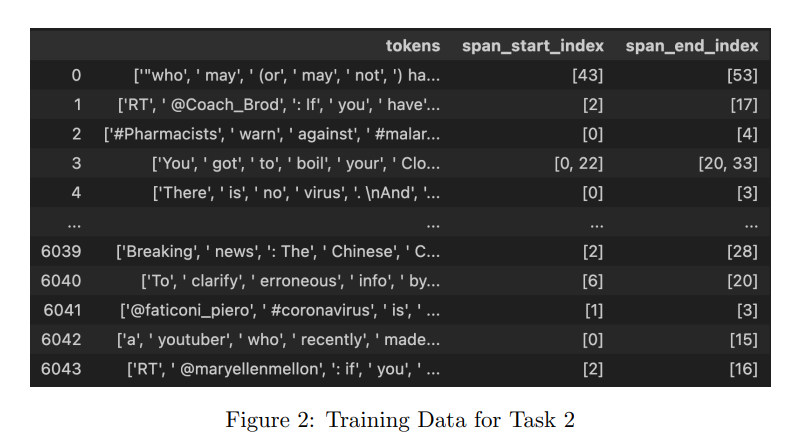 tokens span_start_index span_end_index
0 ['"who', ' may', ' (or', ' may', ' not', ') ha... [43] [53]
1 ['RT', ' @Coach_Brod', ': If', ' you', ' have'... [2] [17]
2 ['#Pharmacists', ' warn', ' against', ' #malar... [0] [4]
3 ['You', ' got', ' to', ' boil', ' your', ' Clo... [0, 22] [20, 33]
4 ['There', ' is', ' no', ' virus', '. \nAnd', '... [0] [3]
... ... ... ...
6039 ['Breaking', ' news', ': The', ' Chinese', ' C... [2] [28]
6040 ['To', ' clarify', ' erroneous', ' info', ' by... [6] [20]
6041 ['@faticoni_piero', ' #coronavirus', ' is', ' ... [1] [3]
6042 ['a', ' youtuber', ' who', ' recently', ' made... [0] [15]
6043 ['RT', ' @maryellenmellon', ': if', ' you', ' ... [2] [16]
Figure 2: Training Data for Task 2